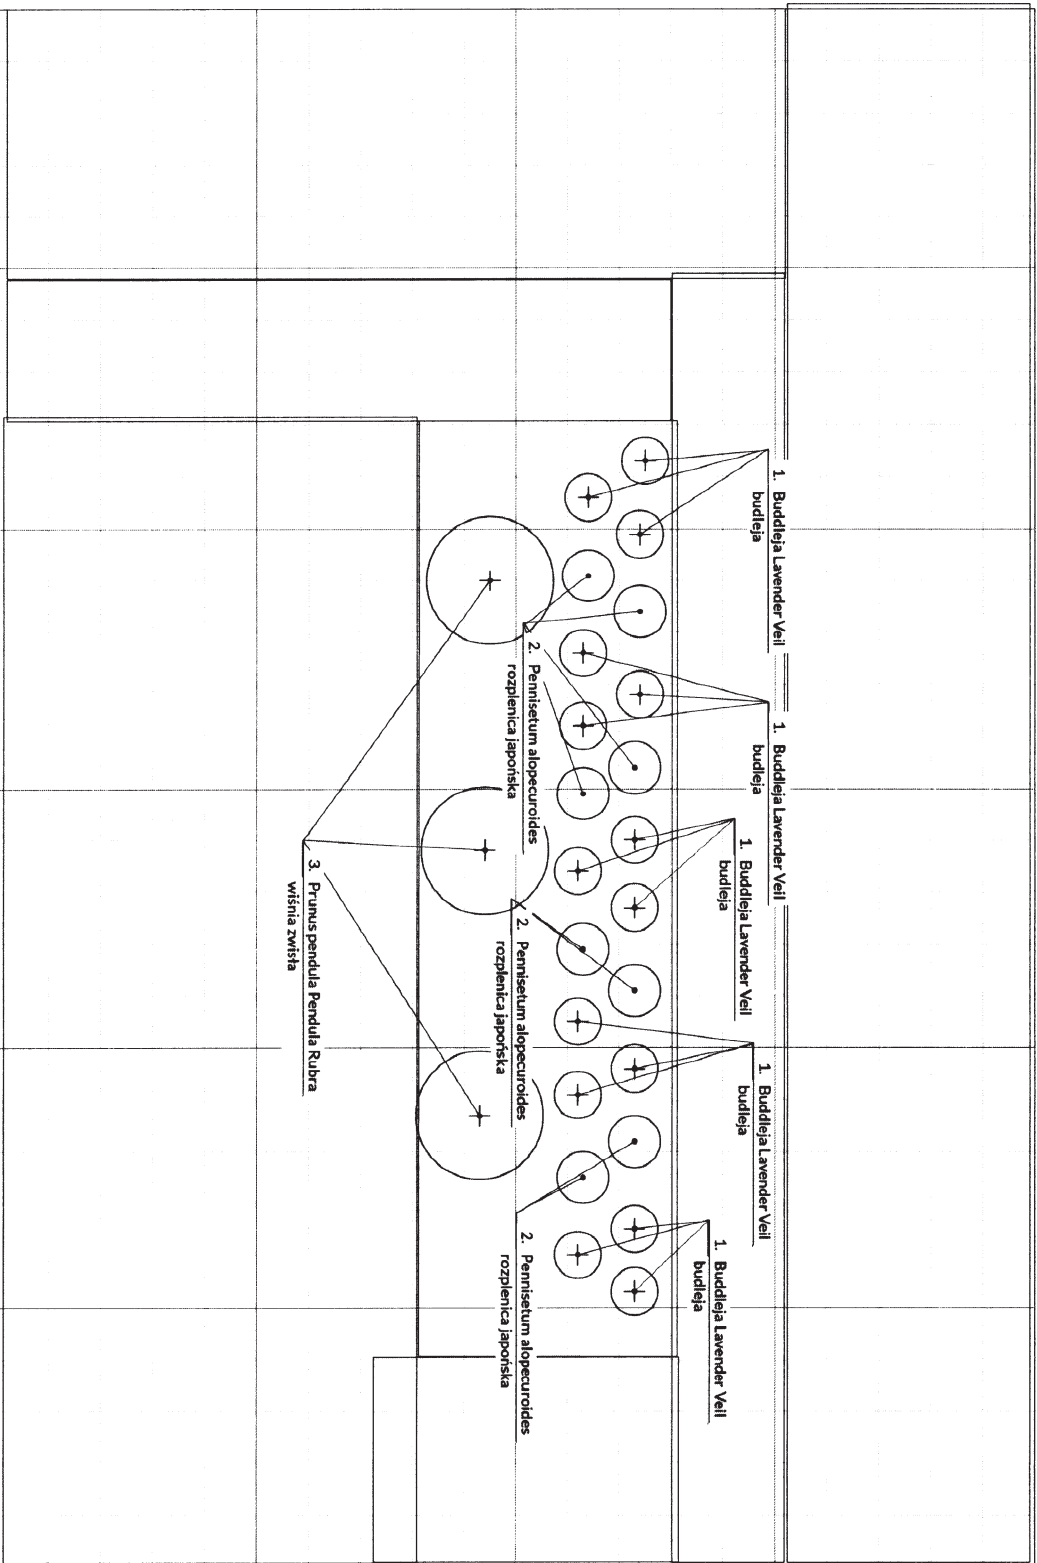 1. Buddleja Lavender Veil
budleja
1. Buddleja Lavender Veil
budleja
1. Buddleja Lavender Veil
budleja
1. Buddleja Lavender Veil
budleja
1. Buddleja Lavender Veil
budleja
2. Pennisetum alopecuroides
rozplenica japońska
2. Pennisetum alopecuroides
rozplenica japońska
2. Pennisetum alopecuroides
rozplenica japońska
3. Prunus pendula Pendula Rubra
wiśnia zwisła